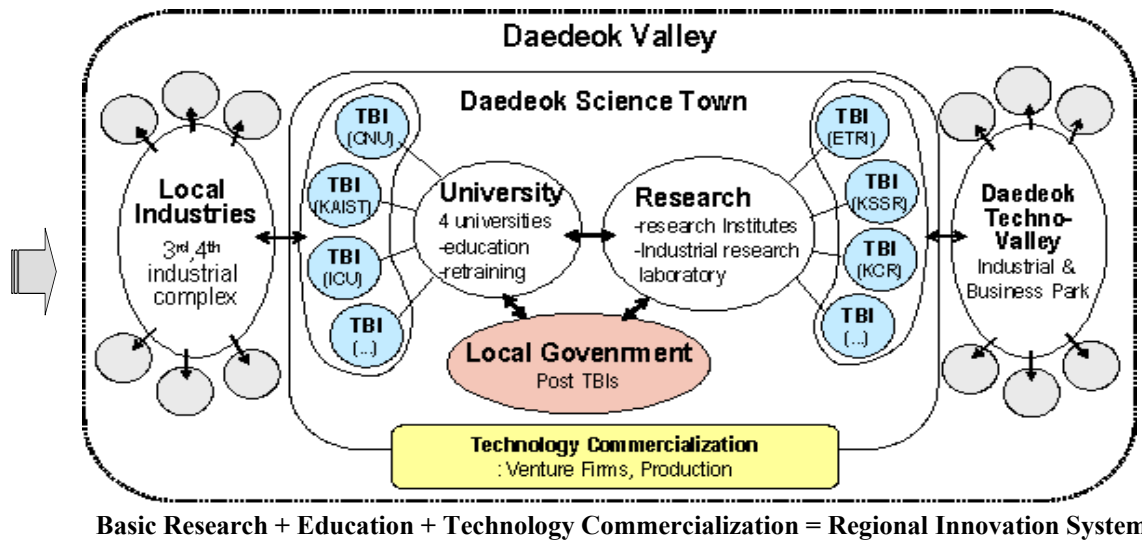 Daedeok Valley
Daedeok Science Town
Local
Industries
3rd,4th
industrial
complex
TBI
(CNU)
TBI
(KAIST)
TBI
(ICU)
TBI
(...)
University
4 universities
-education
-retraining
Research
-research Institutes
-Industrial research
laboratory
TBI
(ETRI)
TBI
(KSSR)
TBI
(KCR)
TBI
(...)
Daedeok
Techno-
Valley
Industrial &
Business Park
Local Govenrment
Post TBIs
Technology Commercialization
: Venture Firms, Production
Basic Research + Education + Technology Commercialization = Regional Innovation System